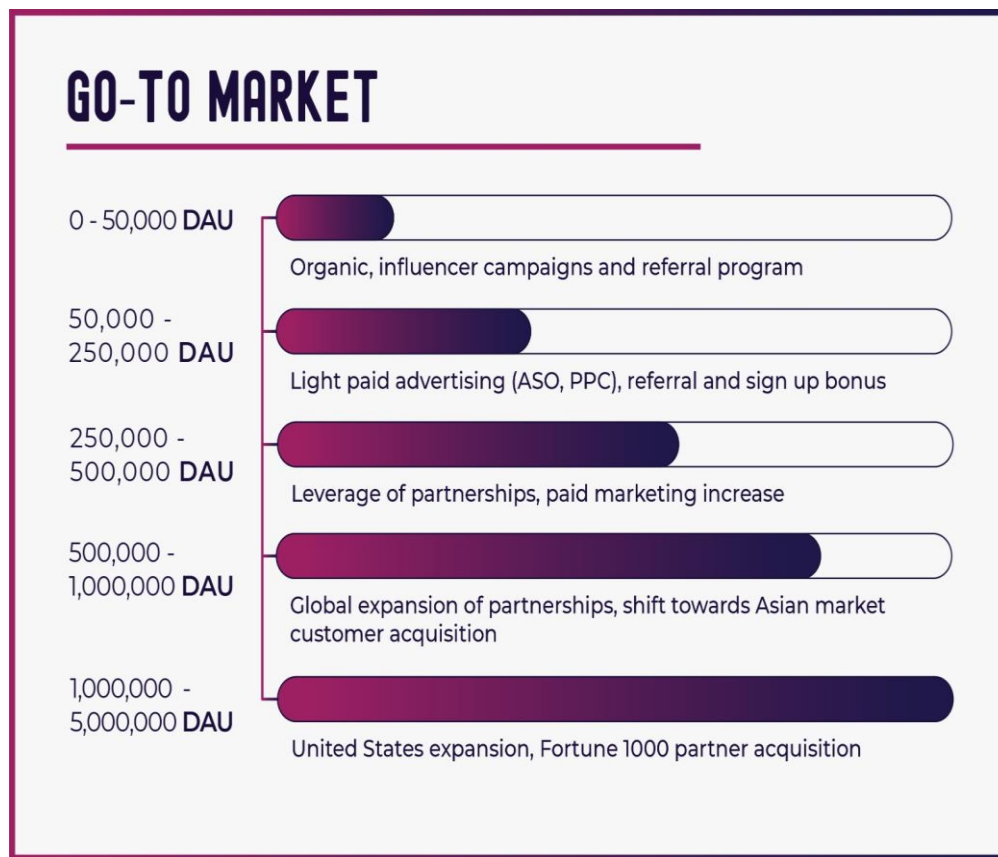 GO-TO MARKET
0 - 50,000 DAU
Organic, influencer campaigns and referral program
50,000 -
250,000 DAU
Light paid advertising (ASO, PPC), referral and sign up bonus
250,000 -
500,000 DAU
Leverage of partnerships, paid marketing increase
500,000 -
1,000,000 DAU
Global expansion of partnerships, shift towards Asian market
customer acquisition
1,000,000 -
5,000,000 DAU
United States expansion, Fortune 1000 partner acquisition